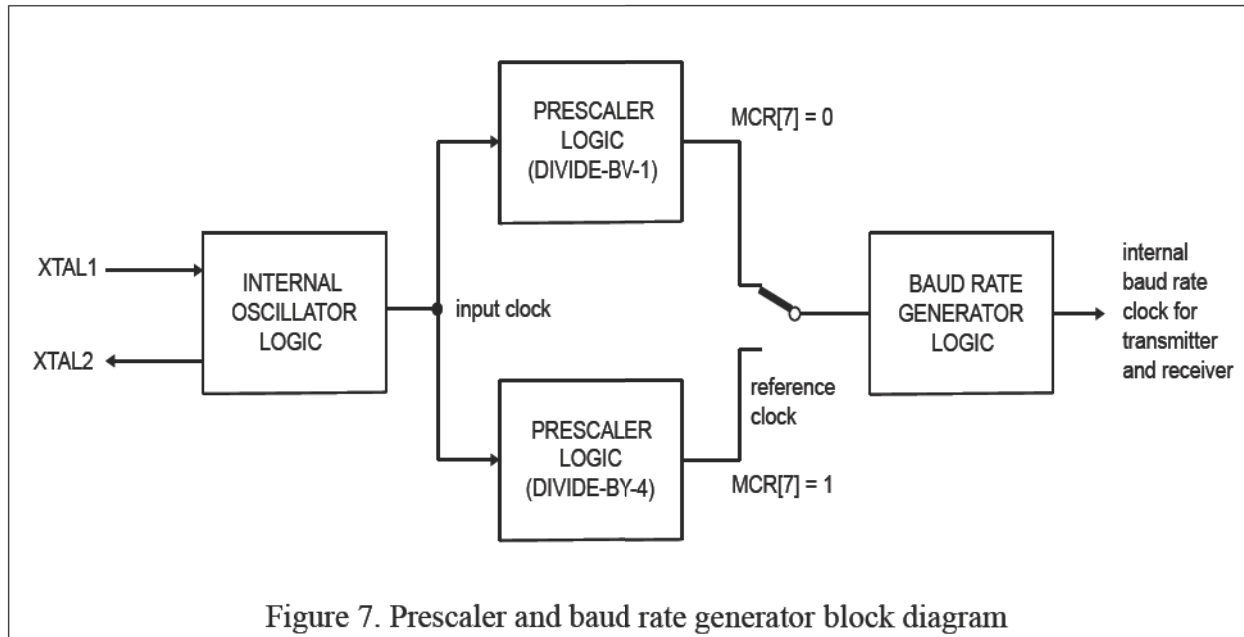 PRESCALER
LOGIC
(DIVIDE-BV-1)
MCR[7] = 0
XTAL1
XTAL2
INTERNAL
OSCILLATOR
LOGIC
input clock
BAUD RATE
GENERATOR
LOGIC
internal
baud rate
clock for
transmitter
and receiver
reference
clock
PRESCALER
LOGIC
(DIVIDE-BY-4)
MCR[7] = 1
Figure 7. Prescaler and baud rate generator block diagram